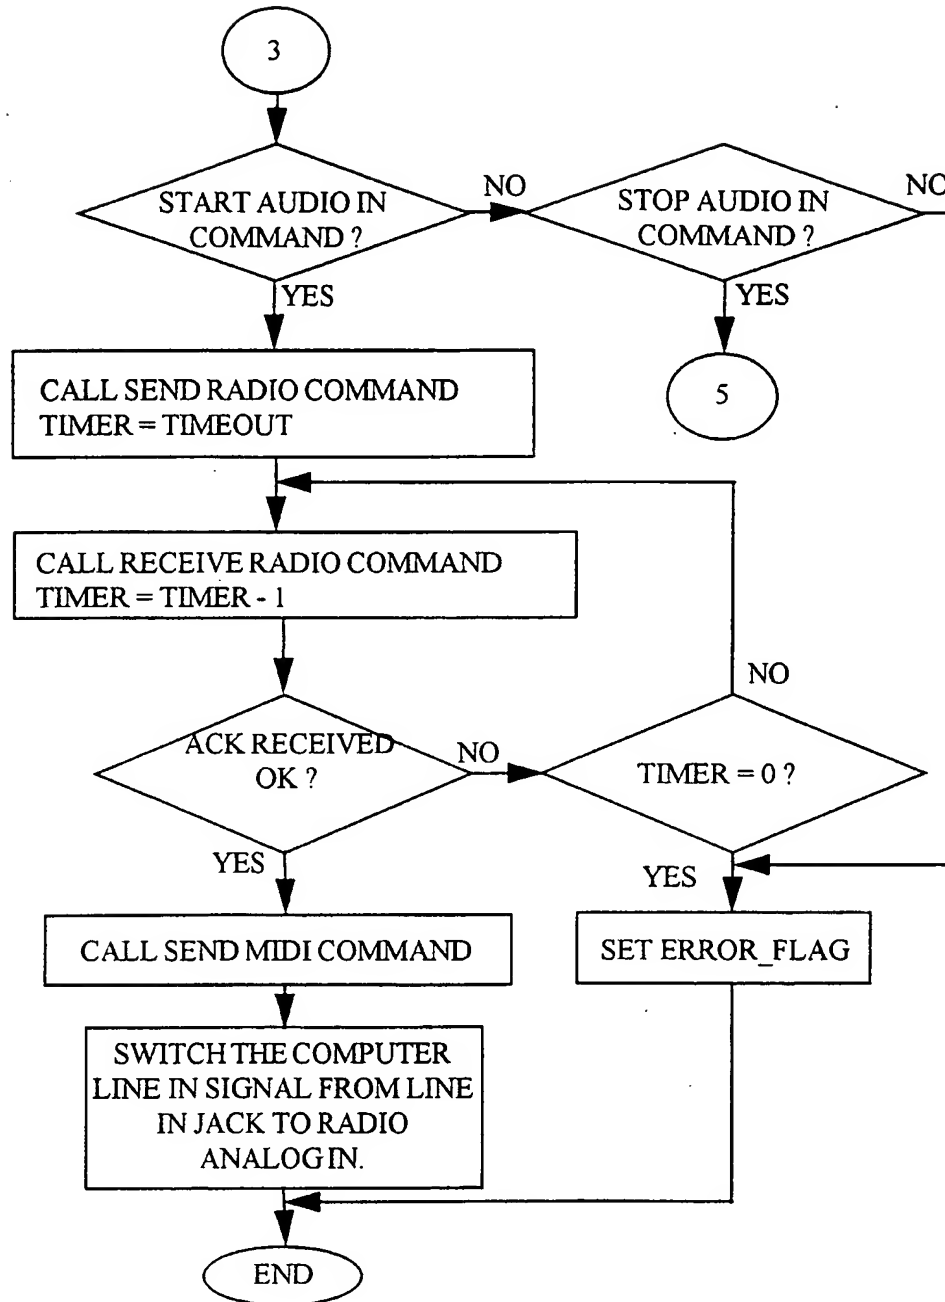 3
START AUDIO IN
COMMAND ?
NO
STOP AUDIO IN
COMMAND ?
NO
YES
YES
CALL SEND RADIO COMMAND
TIMER = TIMEOUT
5
CALL RECEIVE RADIO COMMAND
TIMER = TIMER - 1
NO
ACK RECEIVED
OK ?
NO
TIMER = 0 ?
YES
YES
CALL SEND MIDI COMMAND
SET ERROR_FLAG
SWITCH THE COMPUTER
LINE IN SIGNAL FROM LINE
IN JACK TO RADIO
ANALOG IN.
END